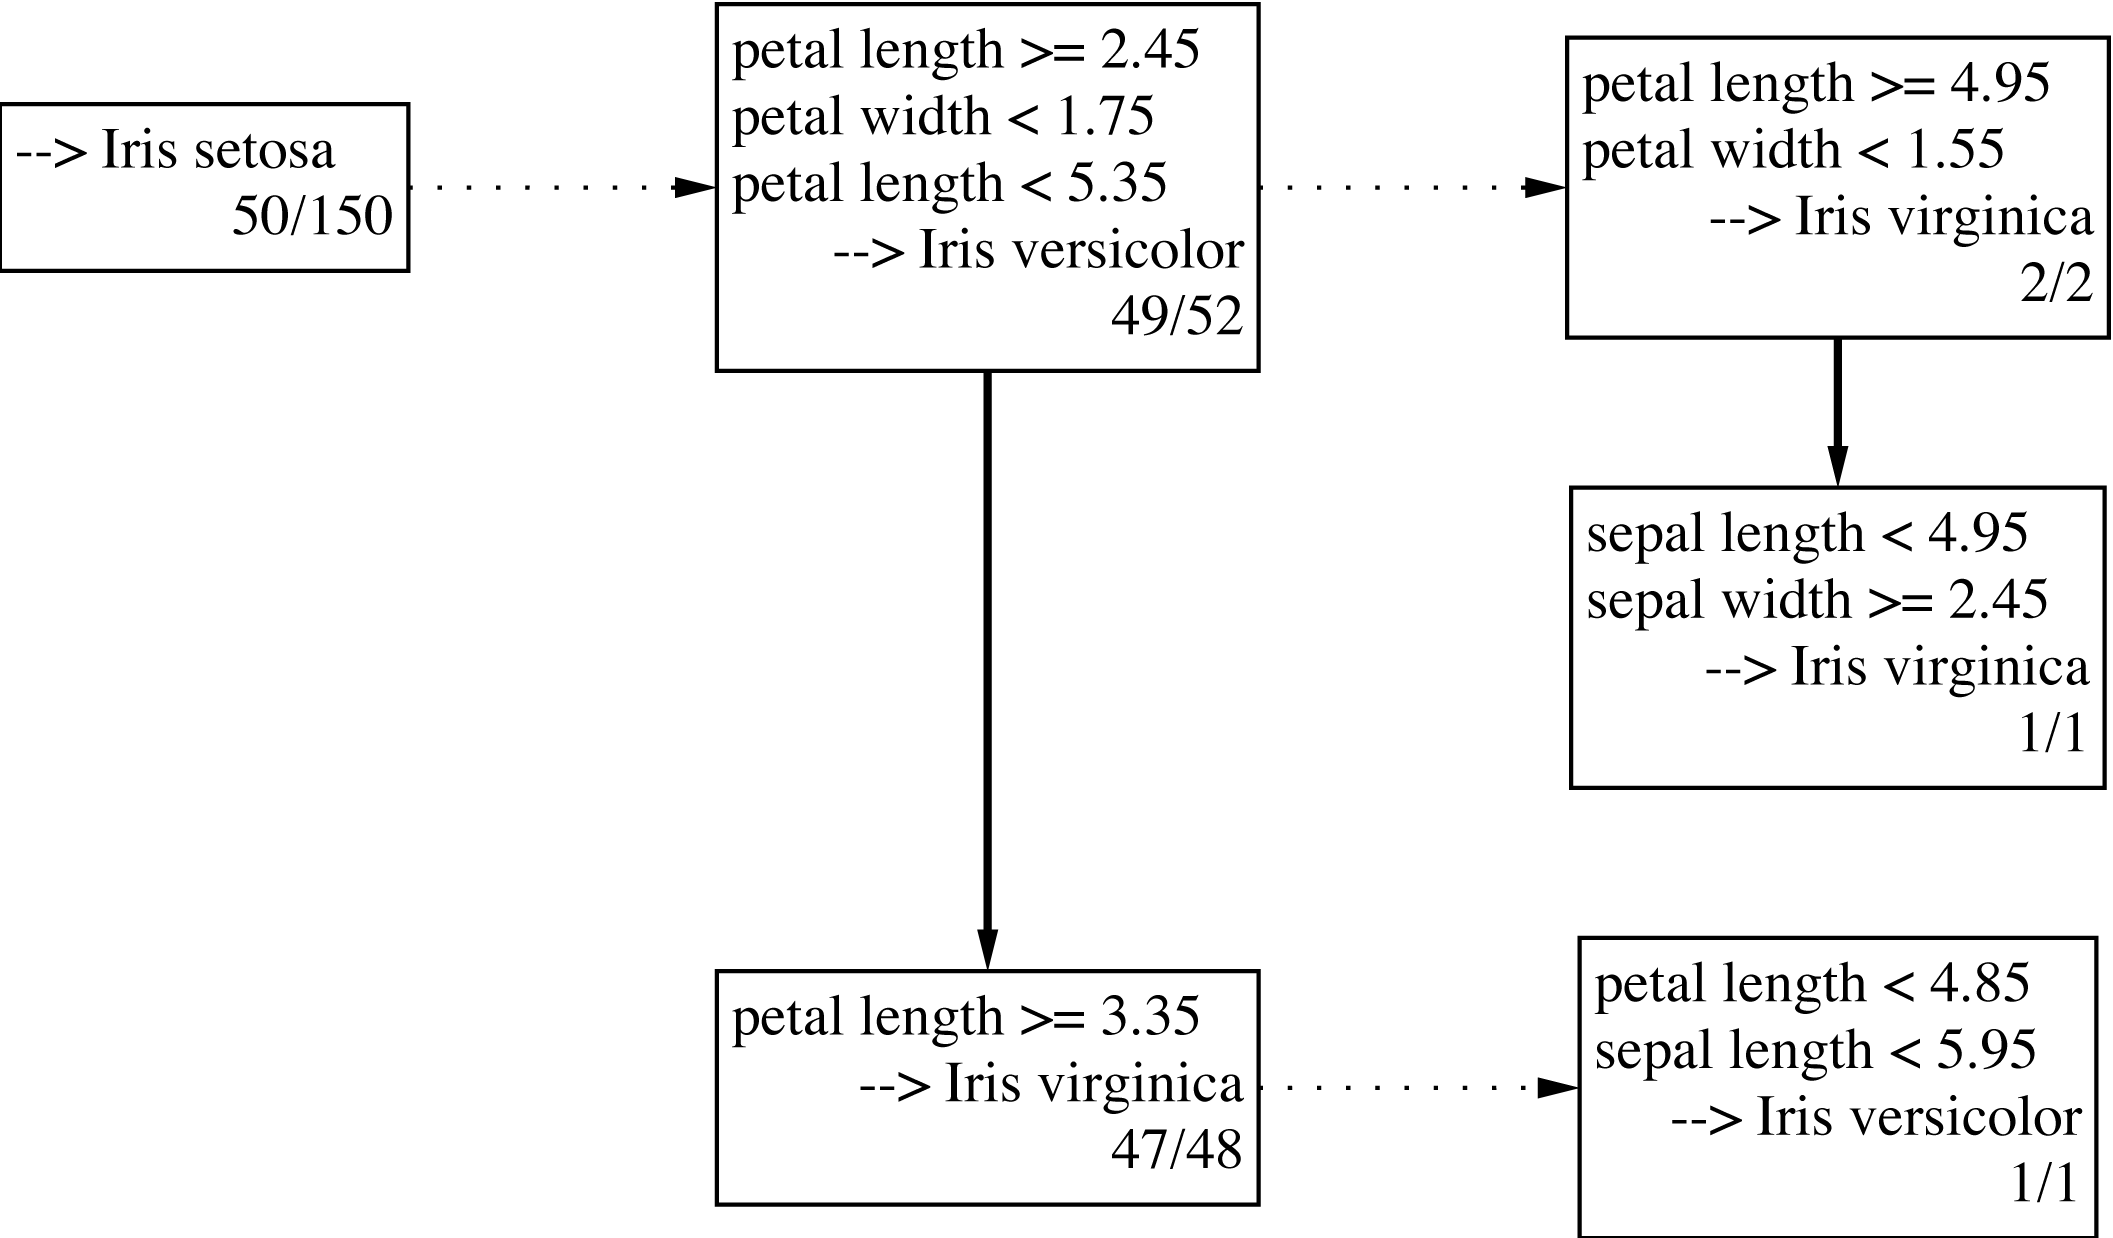 --> Iris setosa
50/150
petal length >= 2.45
petal width < 1.75
petal length < 5.35
--> Iris versicolor
49/52
petal length >= 4.95
petal width < 1.55
--> Iris virginica
2/2
sepal length < 4.95
sepal width >= 2.45
--> Iris virginica
1/1
petal length >= 3.35
--> Iris virginica
47/48
petal length < 4.85
sepal length < 5.95
--> Iris versicolor
1/1